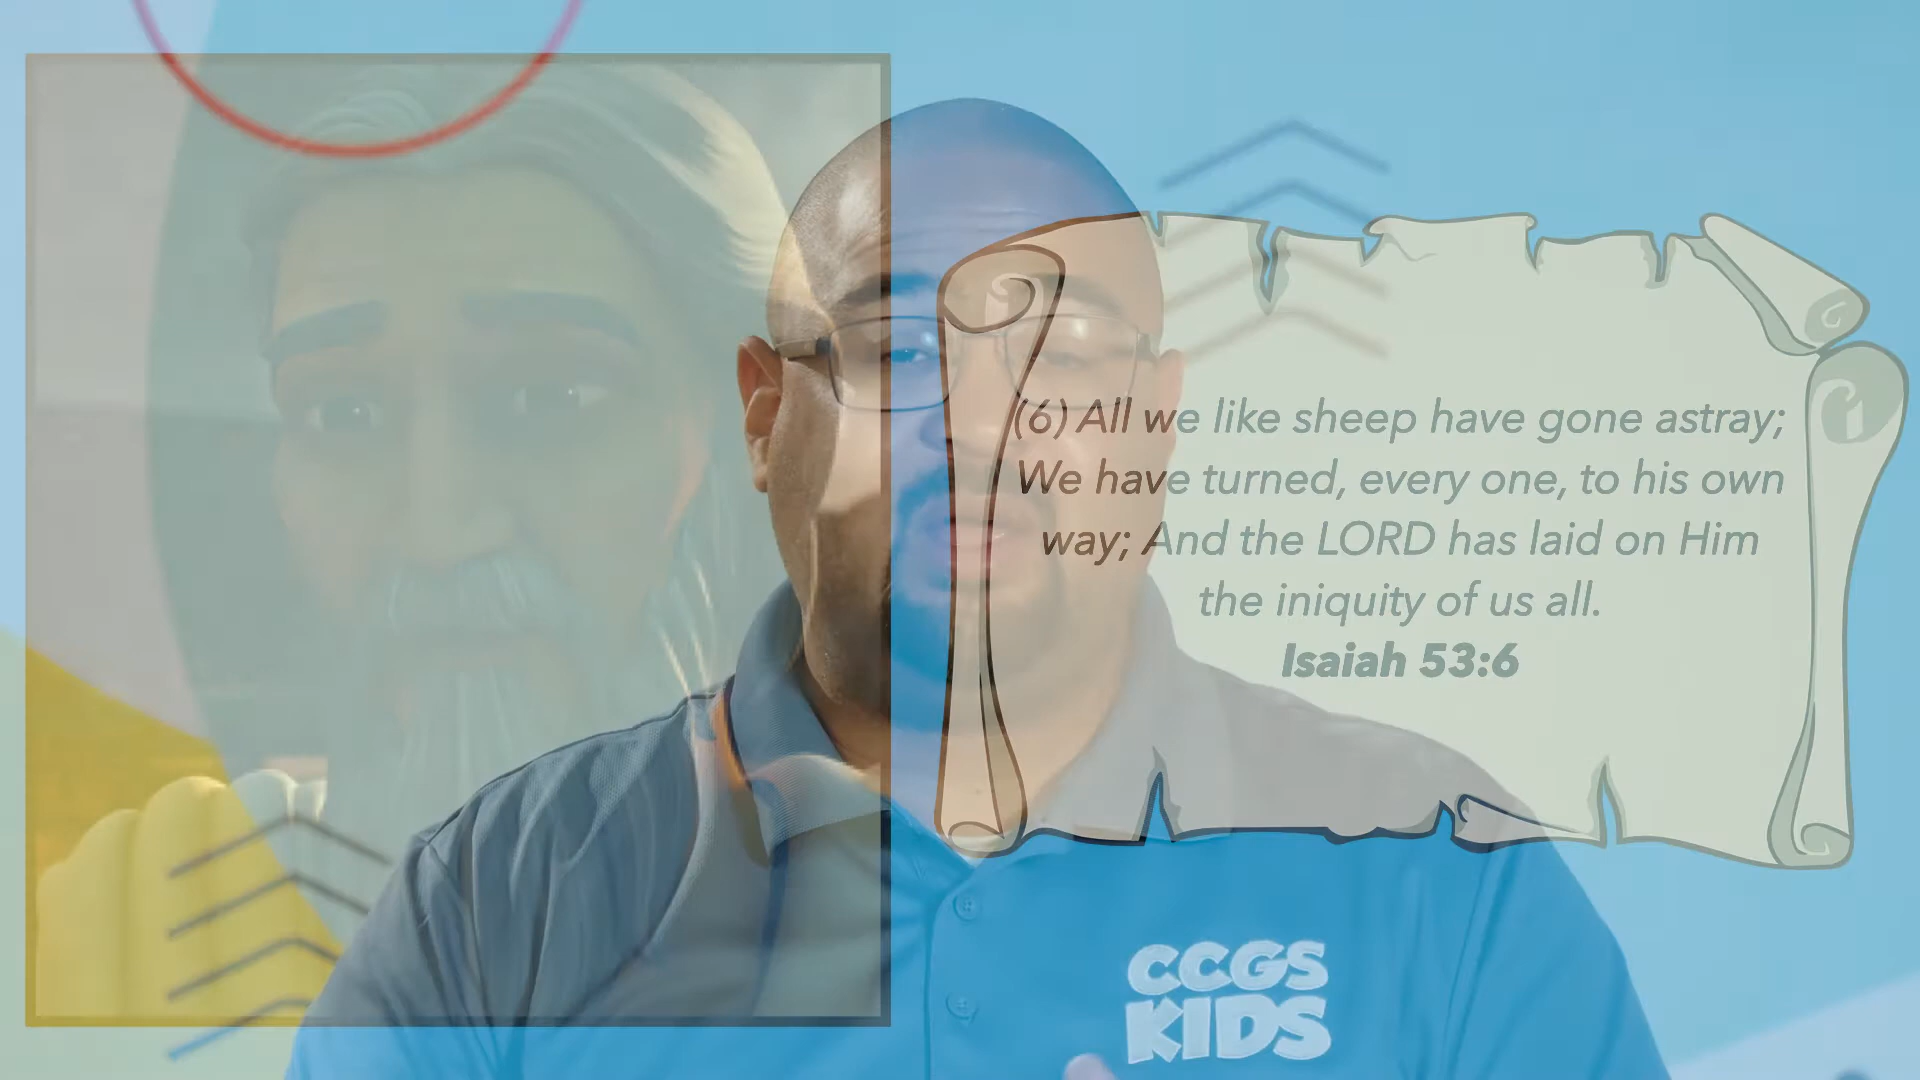 (6) All we like sheep have gone astray;
We have turned, every one, to his own
way; And the LORD has laid on Him
the iniquity of us all.
Isaiah 53:6
CCGS
KIDS